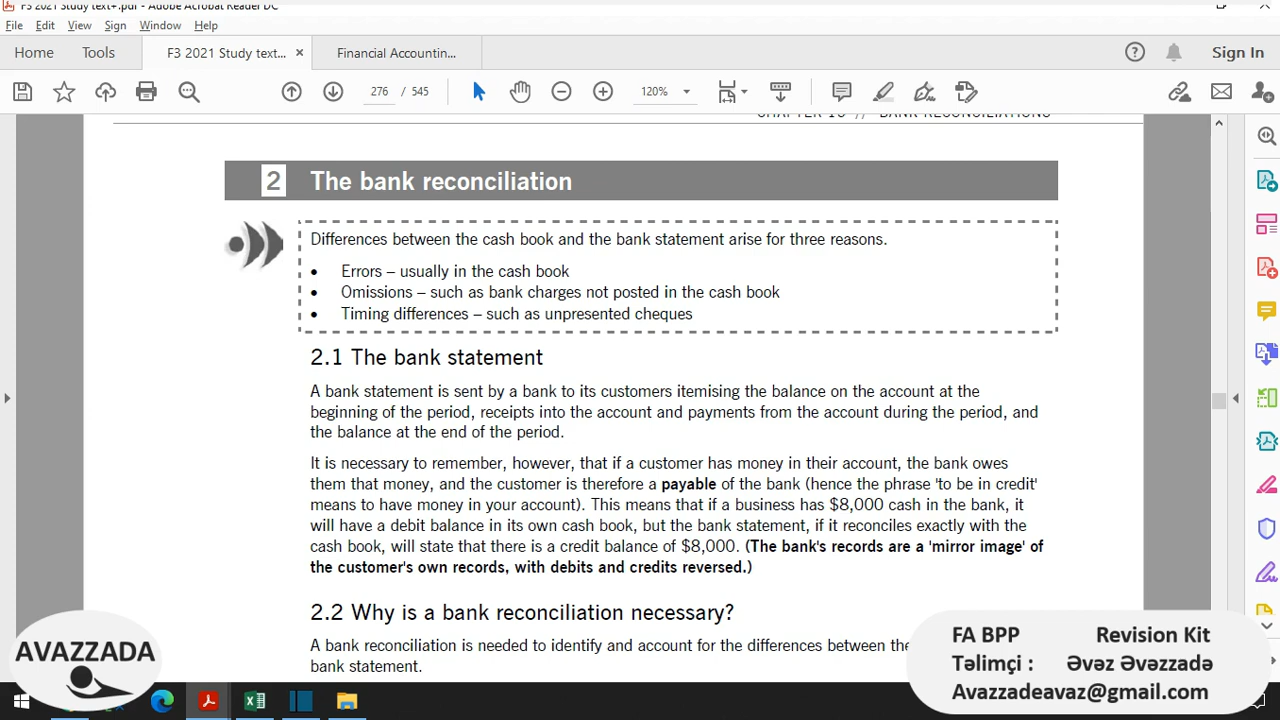 F3 2021 Study text+.pdf - Adobe Acrobat Reader DC
File Edit View Sign Window Help
Home Tools F3 2021 Study text... × Financial Accountin... Sign In
276 / 545 120%
CHAPTER 15 // BANK RECONCILIATIONS
2 The bank reconciliation
Differences between the cash book and the bank statement arise for three reasons.
• Errors – usually in the cash book
• Omissions – such as bank charges not posted in the cash book
• Timing differences – such as unpresented cheques
2.1 The bank statement
A bank statement is sent by a bank to its customers itemising the balance on the account at the
beginning of the period, receipts into the account and payments from the account during the period, and
the balance at the end of the period.
It is necessary to remember, however, that if a customer has money in their account, the bank owes
them that money, and the customer is therefore a payable of the bank (hence the phrase 'to be in credit'
means to have money in your account). This means that if a business has $8,000 cash in the bank, it
will have a debit balance in its own cash book, but the bank statement, if it reconciles exactly with the
cash book, will state that there is a credit balance of $8,000. (The bank's records are a 'mirror image' of
the customer's own records, with debits and credits reversed.)
2.2 Why is a bank reconciliation necessary?
A bank reconciliation is needed to identify and account for the differences between the
bank statement.
AVAZZADA
FA BPP Revision Kit
Təlimçi : Əvəz Əvəzzadə
Avazzadeavaz@gmail.com